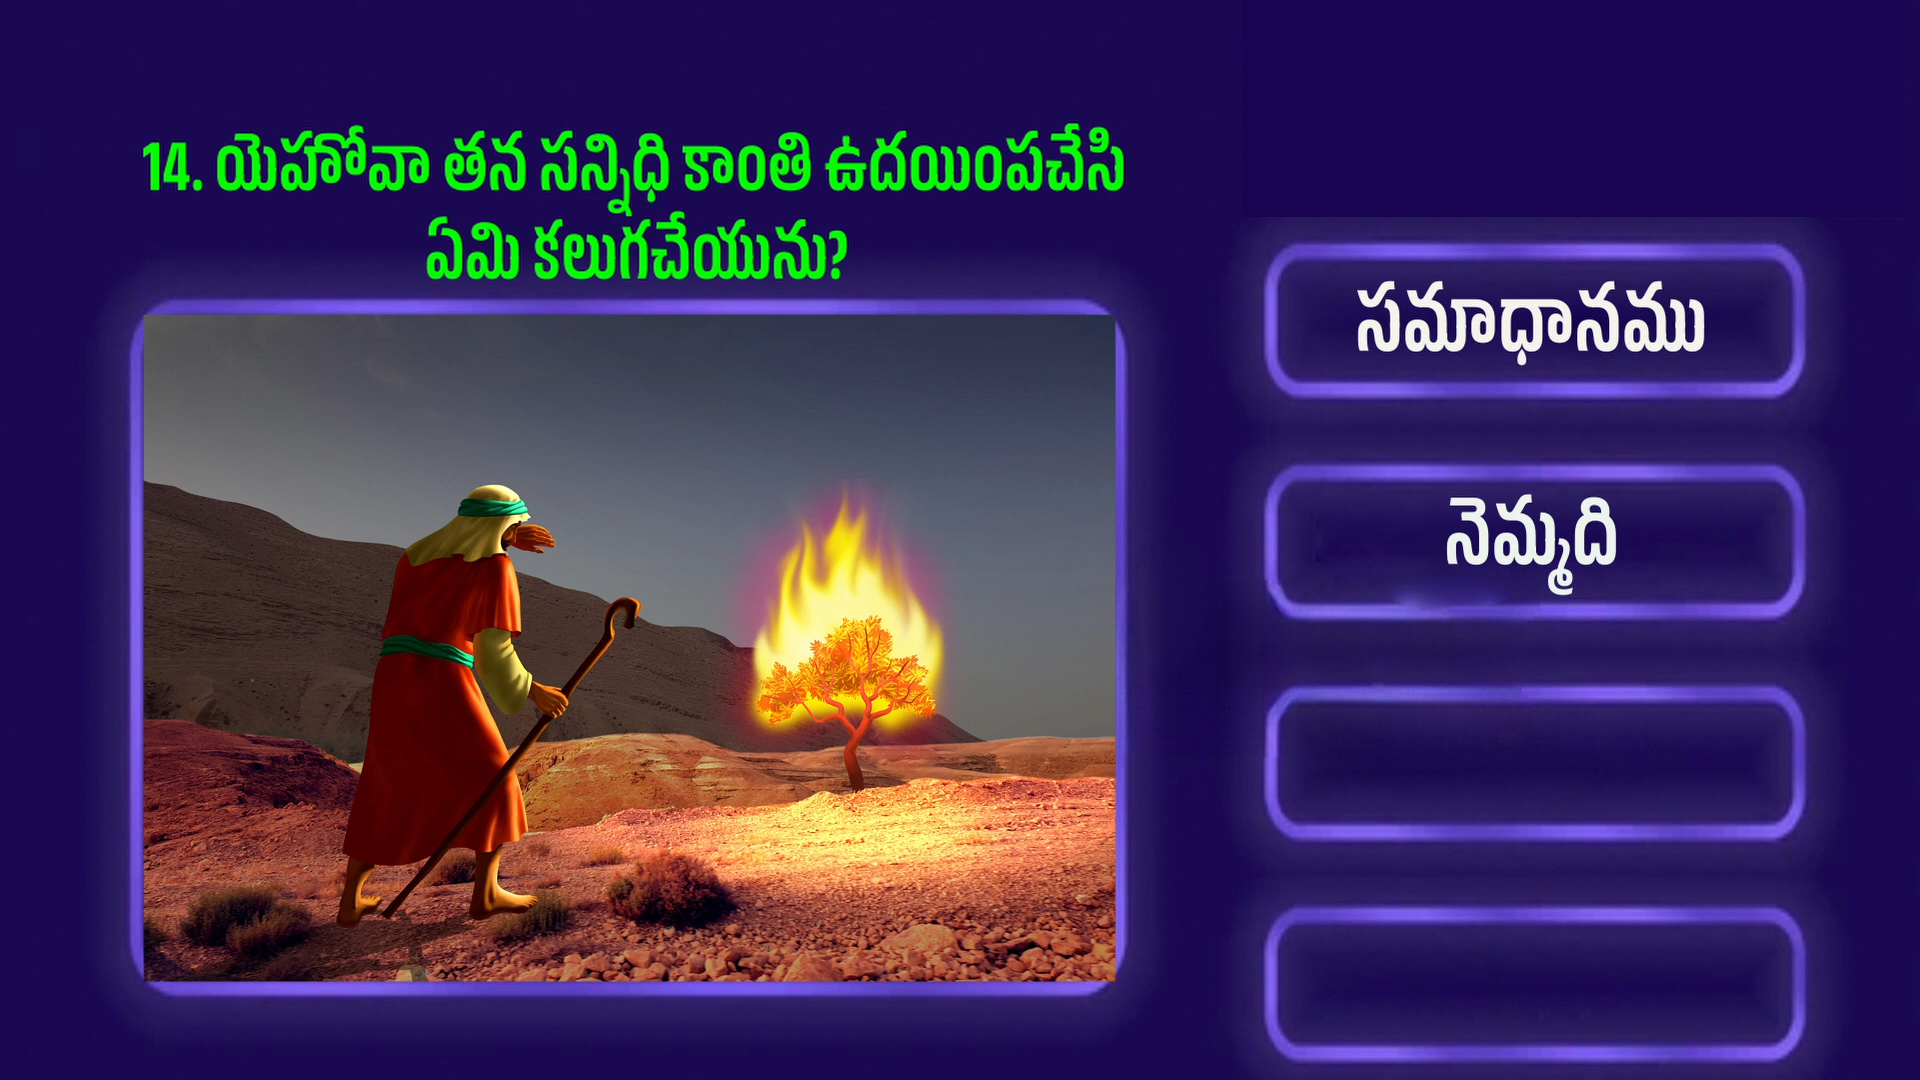 14. యెహోవా తన సన్నిధి కాంతి ఉదయింపచేసి
ఏమి కలుగచేయును?
సమాధానము
నెమ్మది